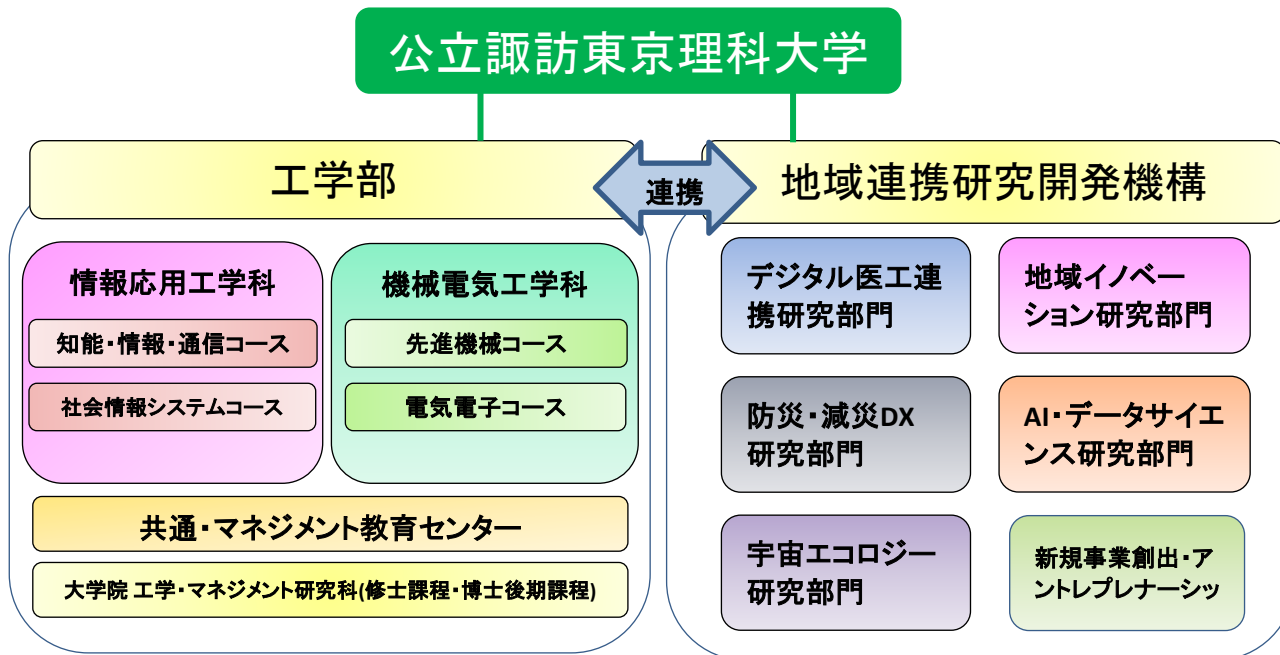 公立諏訪東京理科大学
工学部
連携
地域連携研究開発機構
情報応用工学科
知能・情報・通信コース
社会情報システムコース
機械電気工学科
先進機械コース
電気電子コース
共通・マネジメント教育センター
大学院 工学・マネジメント研究科(修士課程・博士後期課程)
デジタル医工連
携研究部門
地域イノベー
ション研究部門
防災・減災DX
研究部門
AI・データサイエ
ンス研究部門
宇宙エコロジー
研究部門
新規事業創出・ア
ントレプレナーシッ